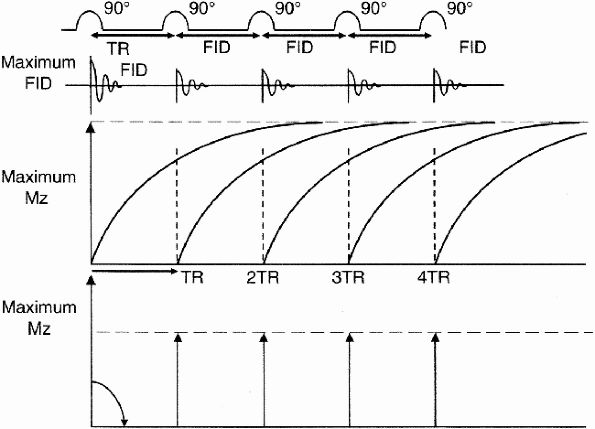 90° 90° 90° 90° 90°
TR FID FID FID FID
Maximum
FID
FID
Maximum
Mz
TR 2TR 3TR 4TR
Maximum
Mz